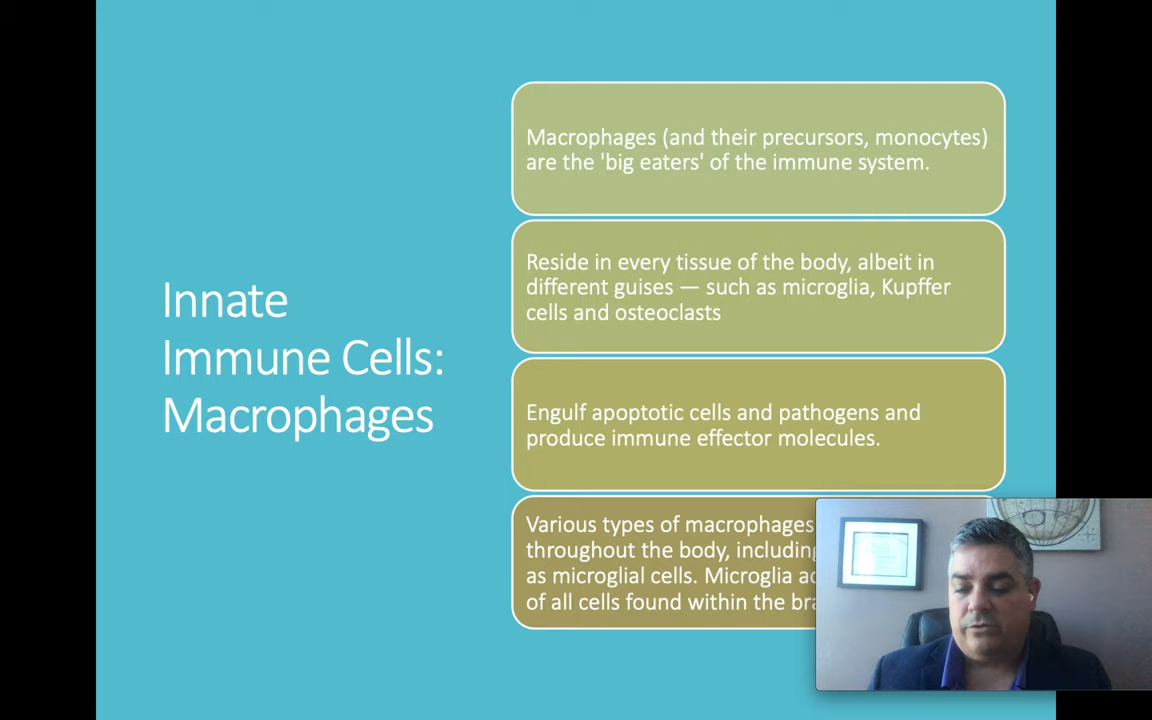 Innate
Immune Cells:
Macrophages
Macrophages (and their precursors, monocytes)
are the 'big eaters' of the immune system.
Reside in every tissue of the body, albeit in
different guises — such as microglia, Kupffer
cells and osteoclasts
Engulf apoptotic cells and pathogens and
produce immune effector molecules.
Various types of macrophages
throughout the body, including
as microglial cells. Microglia
of all cells found within the